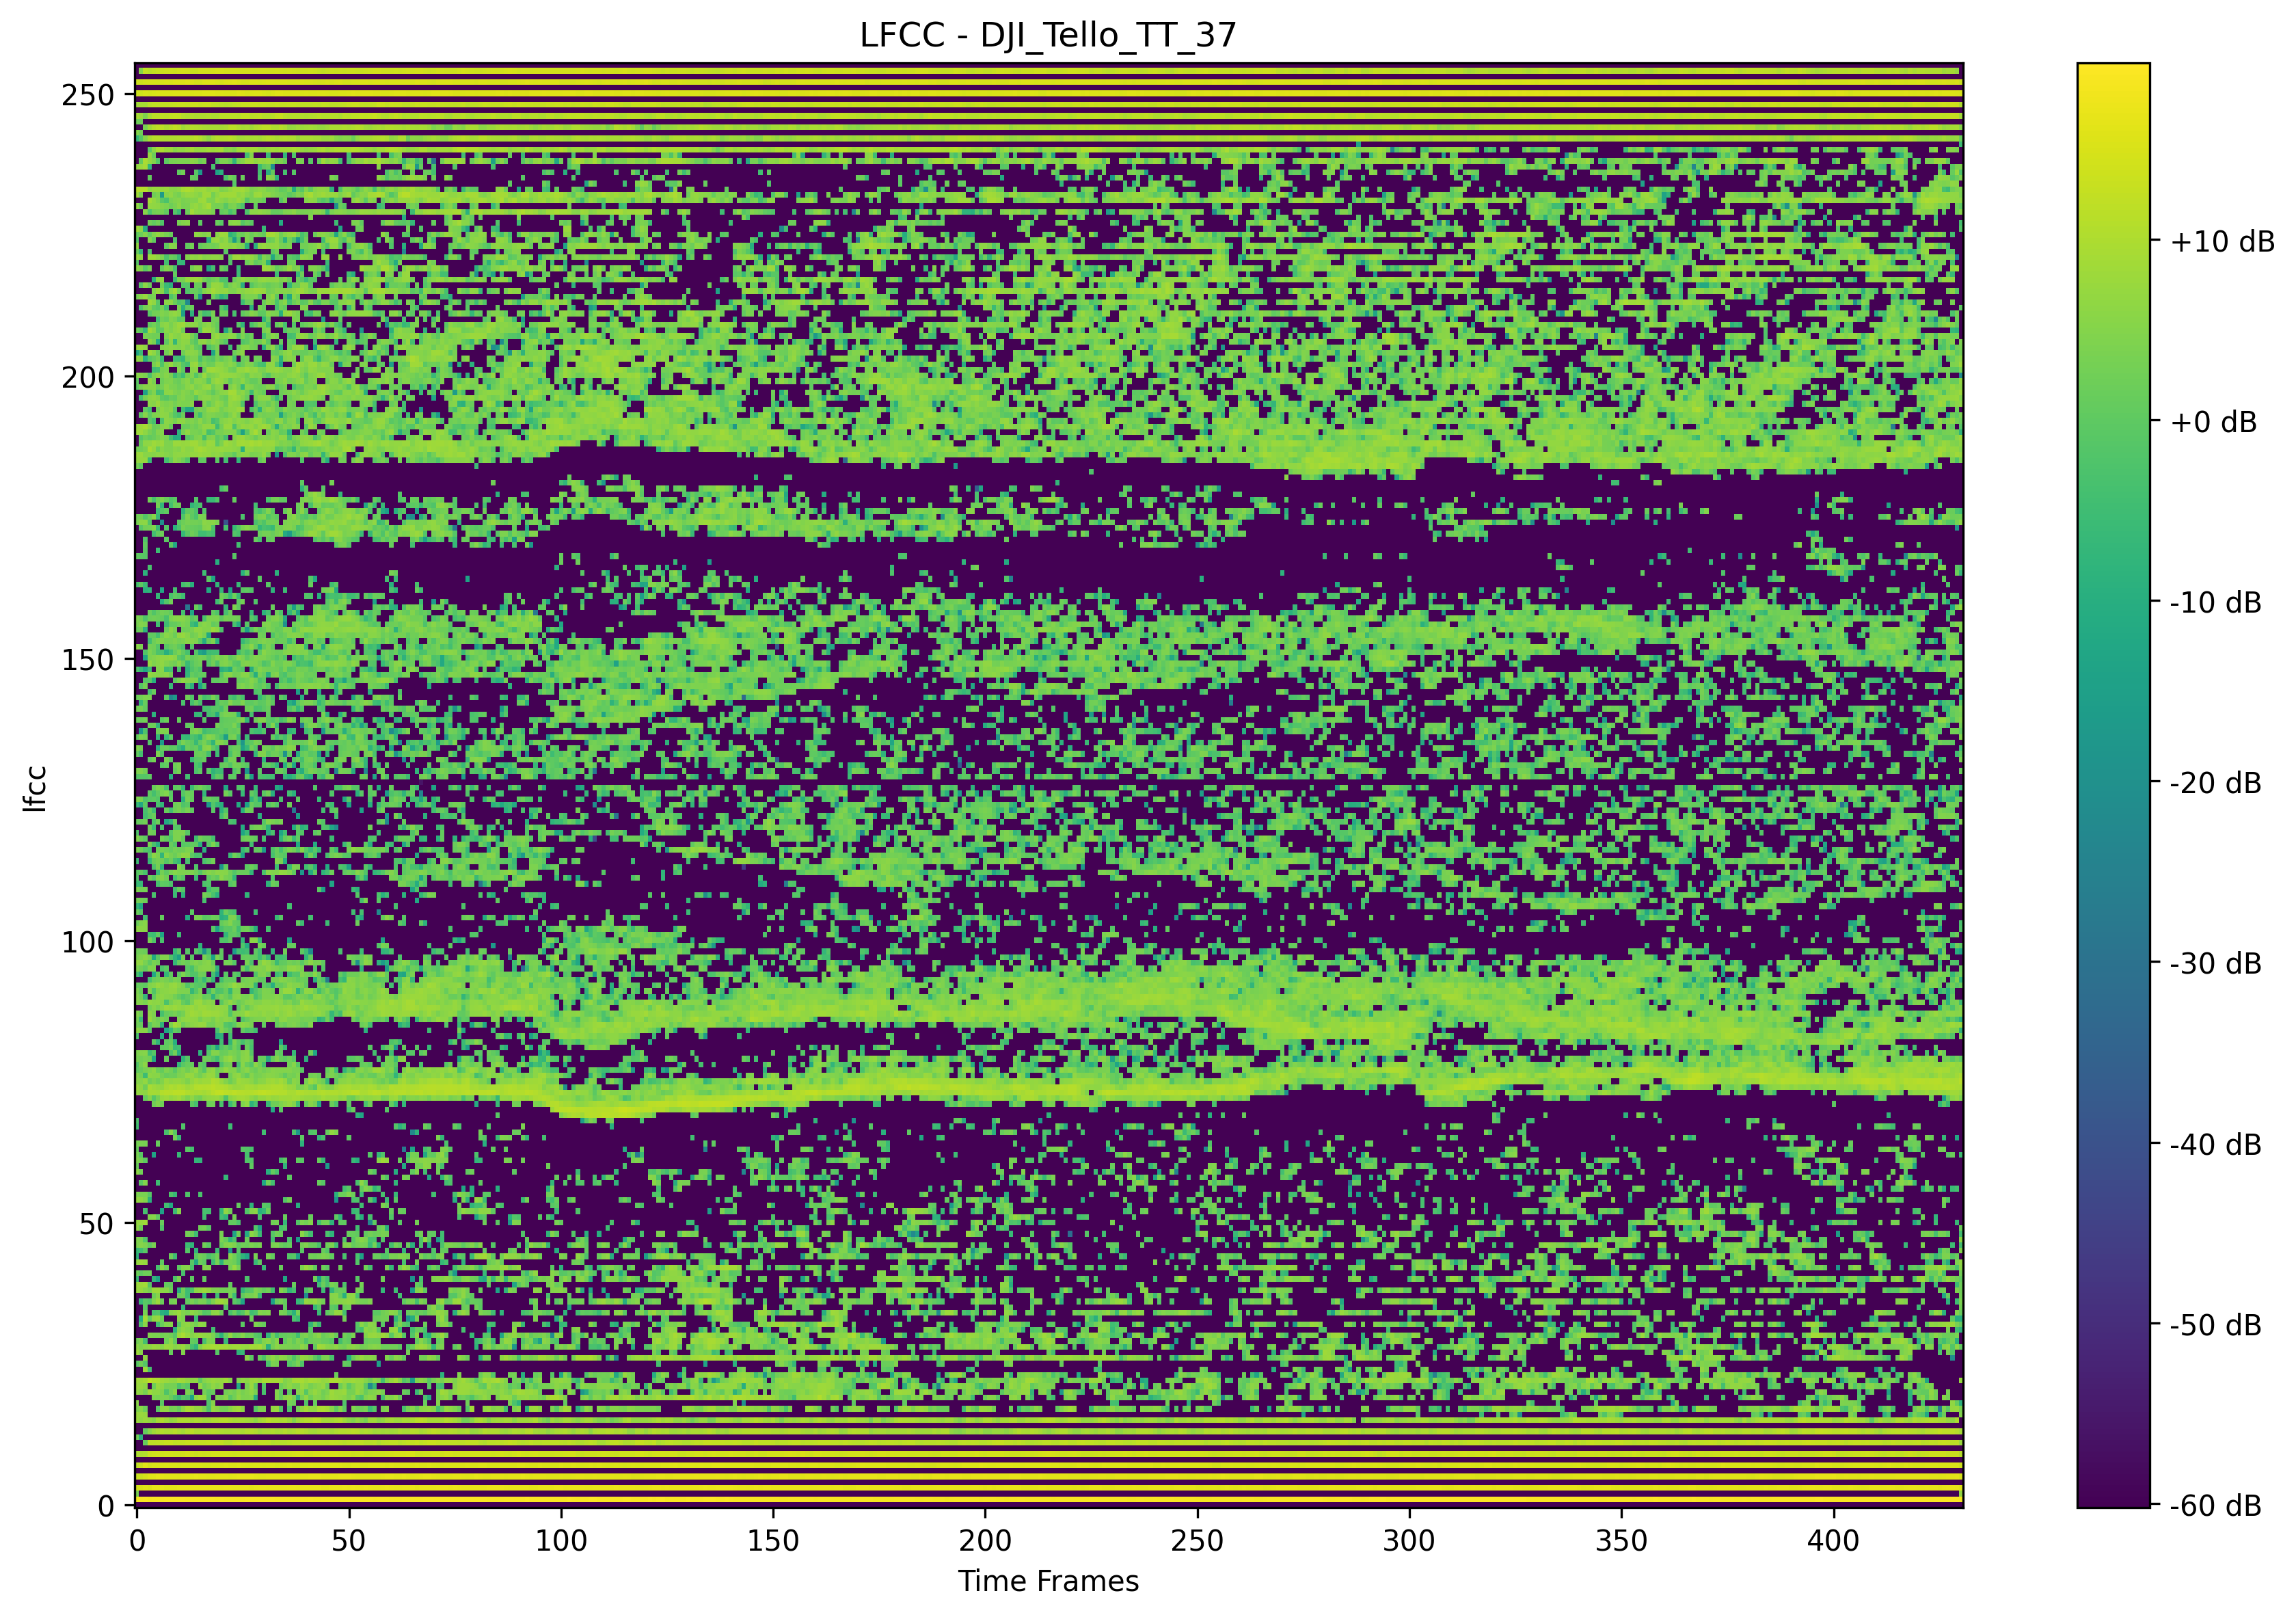 LFCC - DJI_Tello_TT_37
250
200
150
100
50
0
lfcc
0 50 100 150 200 250 300 350 400
Time Frames
+10 dB
+0 dB
-10 dB
-20 dB
-30 dB
-40 dB
-50 dB
-60 dB